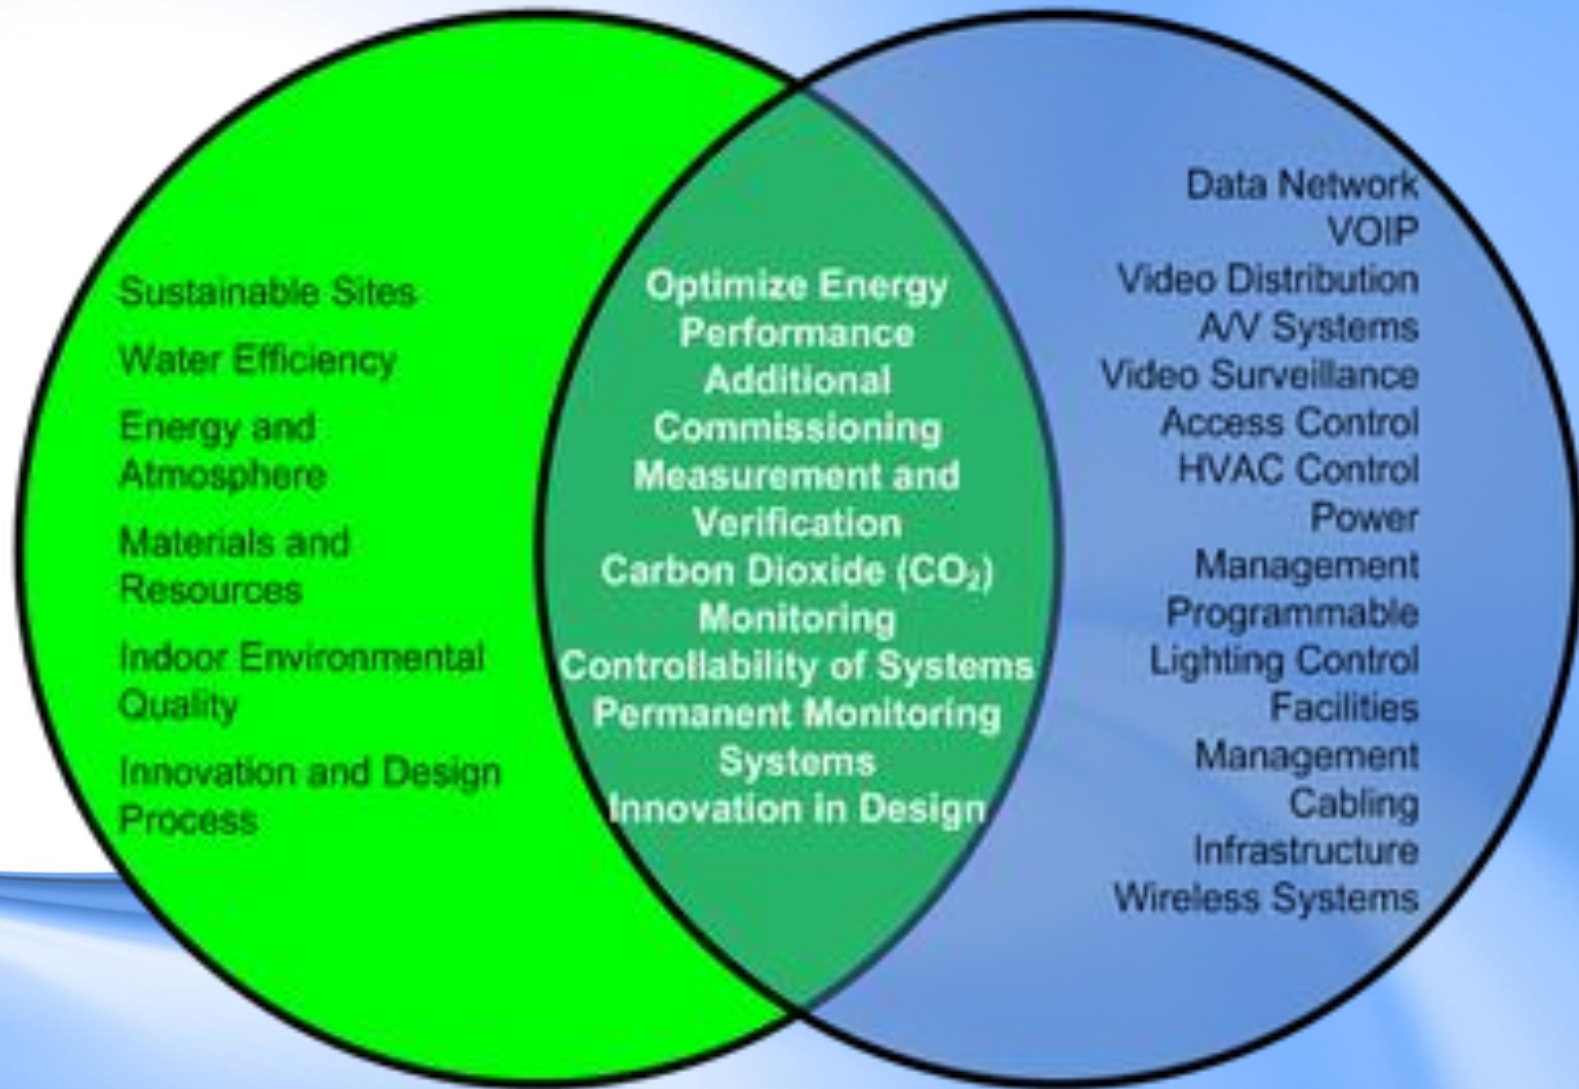 Sustainable Sites
Water Efficiency
Energy and
Atmosphere
Materials and
Resources
Indoor Environmental
Quality
Innovation and Design
Process
Optimize Energy
Performance
Additional
Commissioning
Measurement and
Verification
Carbon Dioxide (CO₂)
Monitoring
Controllability of Systems
Permanent Monitoring
Systems
Innovation in Design
Data Network
VOIP
Video Distribution
A/V Systems
Video Surveillance
Access Control
HVAC Control
Power
Management
Programmable
Lighting Control
Facilities
Management
Cabling
Infrastructure
Wireless Systems